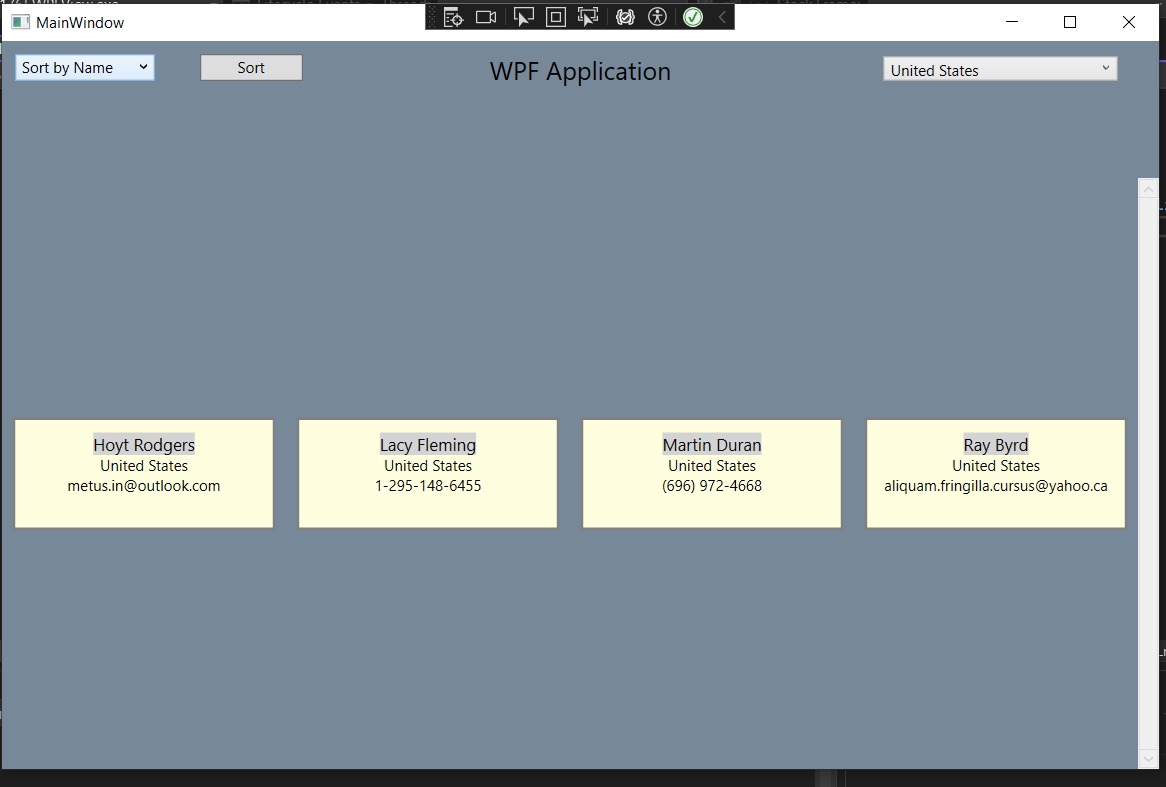 MainWindow
Sort by Name
Sort
WPF Application
United States
Hoyt Rodgers
United States
metus.in@outlook.com
Lacy Fleming
United States
1-295-148-6455
Martin Duran
United States
(696) 972-4668
Ray Byrd
United States
aliquam.fringilla.cursus@yahoo.ca